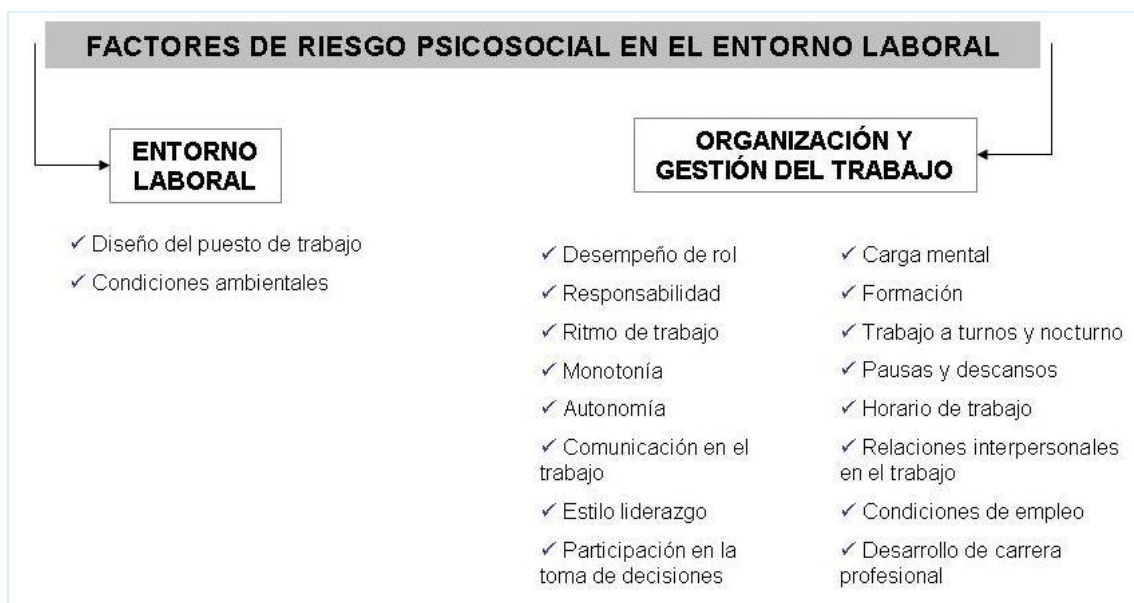 FACTORES DE RIESGO PSICOSOCIAL EN EL ENTORNO LABORAL
ENTORNO
LABORAL
✓ Diseño del puesto de trabajo
✓ Condiciones ambientales
ORGANIZACIÓN Y
GESTIÓN DEL TRABAJO
✓ Desempeño de rol
✓ Responsabilidad
✓ Ritmo de trabajo
✓ Monotonía
✓ Autonomía
✓ Comunicación en el
trabajo
✓ Estilo liderazgo
✓ Participación en la
toma de decisiones
✓ Carga mental
✓ Formación
✓ Trabajo a turnos y nocturno
✓ Pausas y descansos
✓ Horario de trabajo
✓ Relaciones interpersonales
en el trabajo
✓ Condiciones de empleo
✓ Desarrollo de carrera
profesional